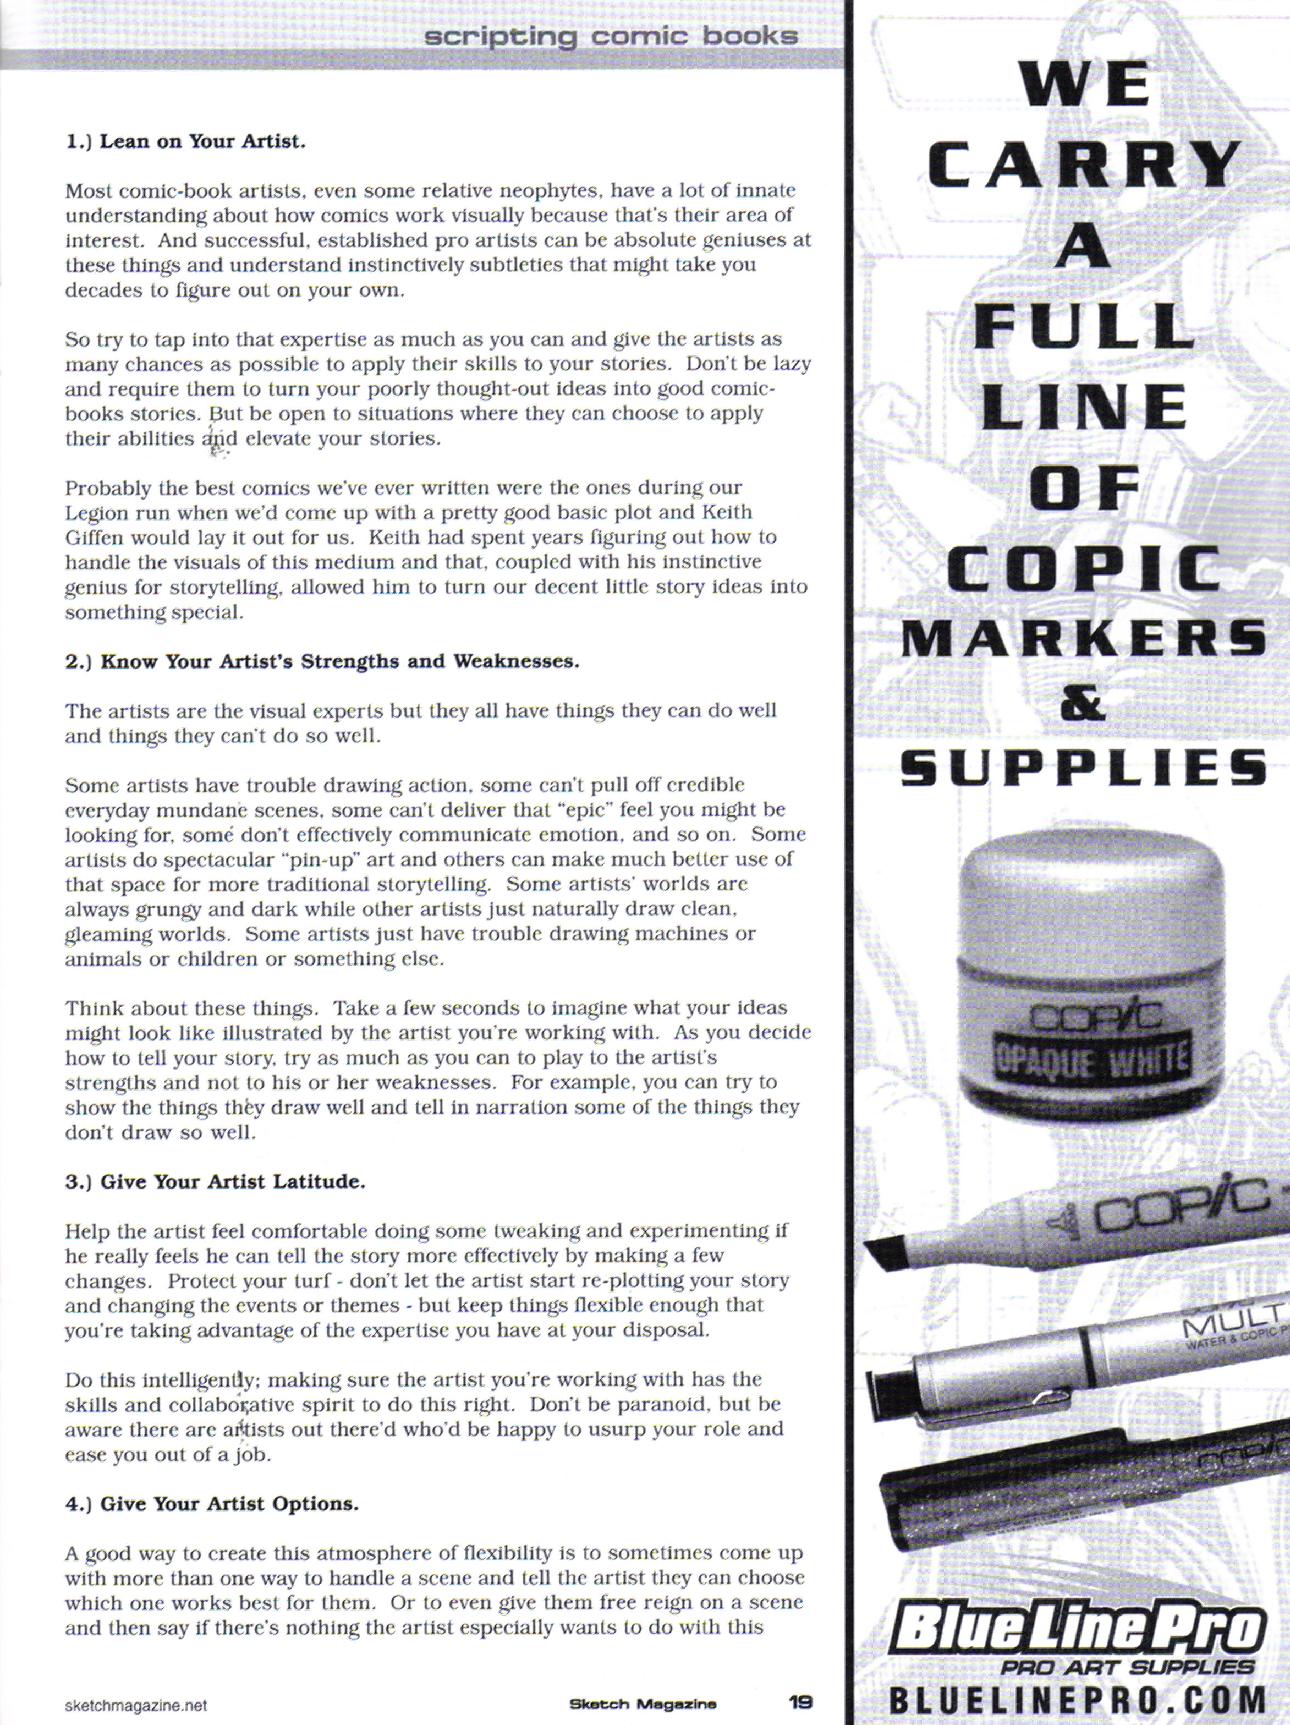 scripting comic books
1.) Lean on Your Artist.
Most comic-book artists, even some relative neophytes, have a lot of innate
understanding about how comics work visually because that's their area of
interest.  And successful, established pro artists can be absolute geniuses at
these things and understand instinctively subtleties that might take you
decades to figure out on your own.
So try to tap into that expertise as much as you can and give the artists as
many chances as possible to apply their skills to your stories.  Don't be lazy
and require them to turn your poorly thought-out ideas into good comic-
books stories. But be open to situations where they can choose to apply
their abilities and elevate your stories.
Probably the best comics we've ever written were the ones during our
Legion run when we'd come up with a pretty good basic plot and Keith
Giffen would lay it out for us.  Keith had spent years figuring out how to
handle the visuals of this medium and that, coupled with his instinctive
genius for storytelling, allowed him to turn our decent little story ideas into
something special.
2.) Know Your Artist's Strengths and Weaknesses.
The artists are the visual experts but they all have things they can do well
and things they can't do so well.
Some artists have trouble drawing action, some can't pull off credible
everyday mundane scenes, some can't deliver that “epic” feel you might be
looking for, some don't effectively communicate emotion, and so on.  Some
artists do spectacular “pin-up” art and others can make much better use of
that space for more traditional storytelling.  Some artists' worlds are
always grungy and dark while other artists just naturally draw clean,
gleaming worlds.  Some artists just have trouble drawing machines or
animals or children or something else.
Think about these things.  Take a few seconds to imagine what your ideas
might look like illustrated by the artist you're working with.  As you decide
how to tell your story, try as much as you can to play to the artist's
strengths and not to his or her weaknesses.  For example, you can try to
show the things they draw well and tell in narration some of the things they
don't draw so well.
3.) Give Your Artist Latitude.
Help the artist feel comfortable doing some tweaking and experimenting if
he really feels he can tell the story more effectively by making a few
changes.  Protect your turf - don't let the artist start re-plotting your story
and changing the events or themes - but keep things flexible enough that
you're taking advantage of the expertise you have at your disposal.
Do this intelligently; making sure the artist you're working with has the
skills and collaborative spirit to do this right.  Don't be paranoid, but be
aware there are artists out there'd who'd be happy to usurp your role and
ease you out of a job.
4.) Give Your Artist Options.
A good way to create this atmosphere of flexibility is to sometimes come up
with more than one way to handle a scene and tell the artist they can choose
which one works best for them.  Or to even give them free reign on a scene
and then say if there's nothing the artist especially wants to do with this
sketchmagazine.net
Sketch Magazine 19
WE
CARRY
A
FULL
LINE
OF
COPIC
MARKERS
&
SUPPLIES
COPIC
OPAQUE WHITE
COPIC
MULT
WATER & COPIC P
COPIC
BlueLinePro
PRO ART SUPPLIES
BLUELINEPRO.COM